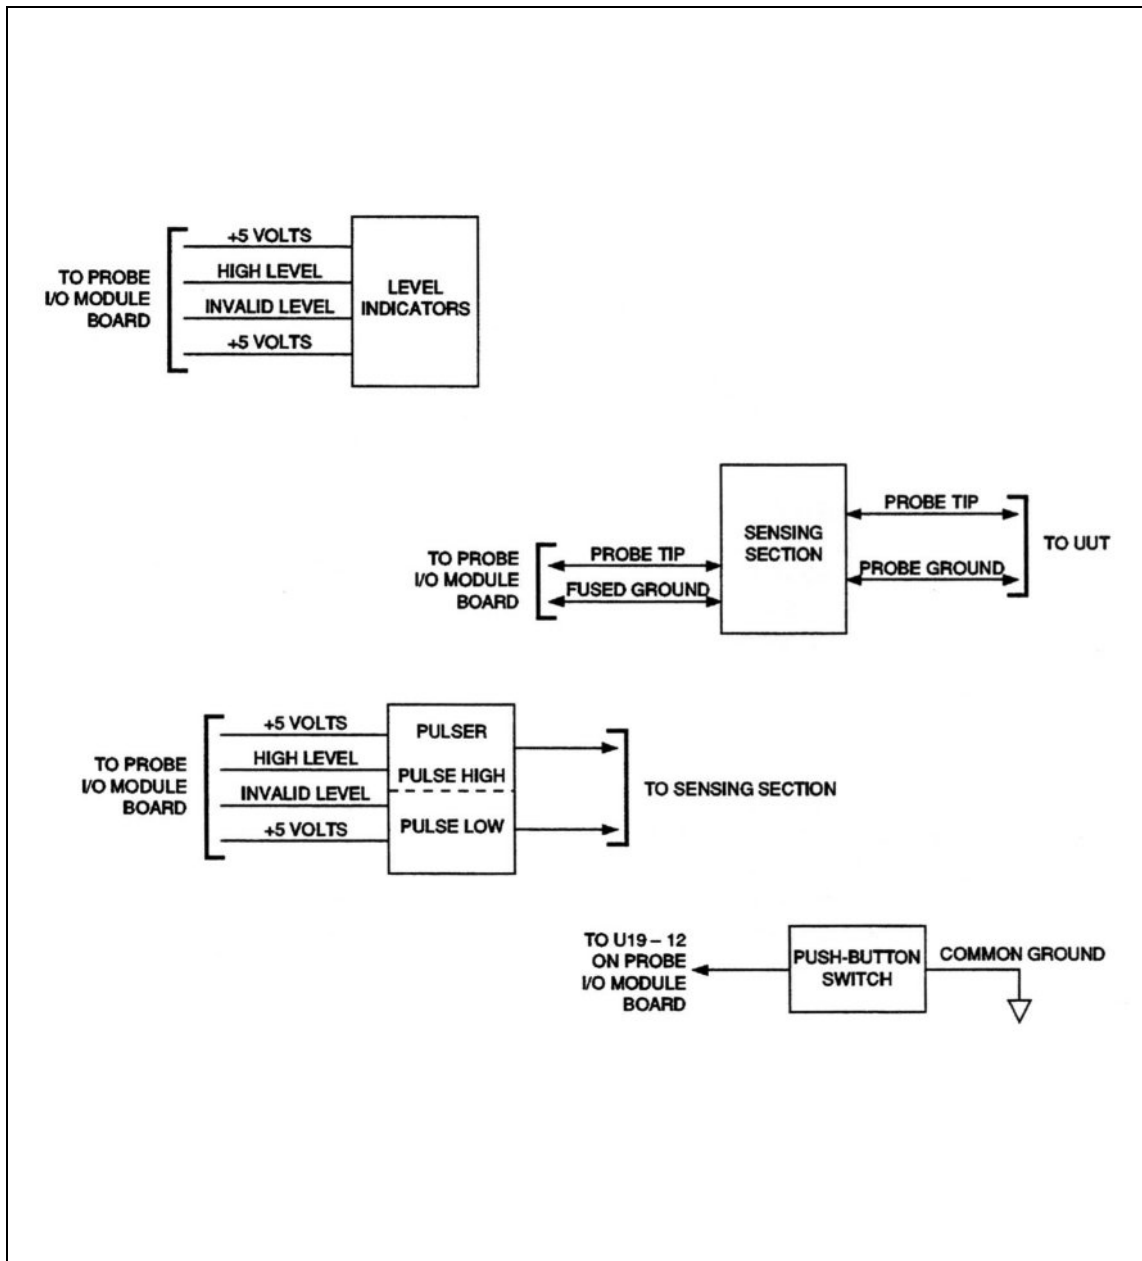 +5 VOLTS
HIGH LEVEL
INVALID LEVEL
+5 VOLTS
TO PROBE
I/O MODULE
BOARD
LEVEL
INDICATORS
TO PROBE
I/O MODULE
BOARD
PROBE TIP
FUSED GROUND
SENSING
SECTION
PROBE TIP
PROBE GROUND
TO UUT
TO PROBE
I/O MODULE
BOARD
+5 VOLTS
HIGH LEVEL
INVALID LEVEL
+5 VOLTS
PULSER
PULSE HIGH
PULSE LOW
TO SENSING SECTION
TO U19 – 12
ON PROBE
I/O MODULE
BOARD
PUSH-BUTTON
SWITCH
COMMON GROUND